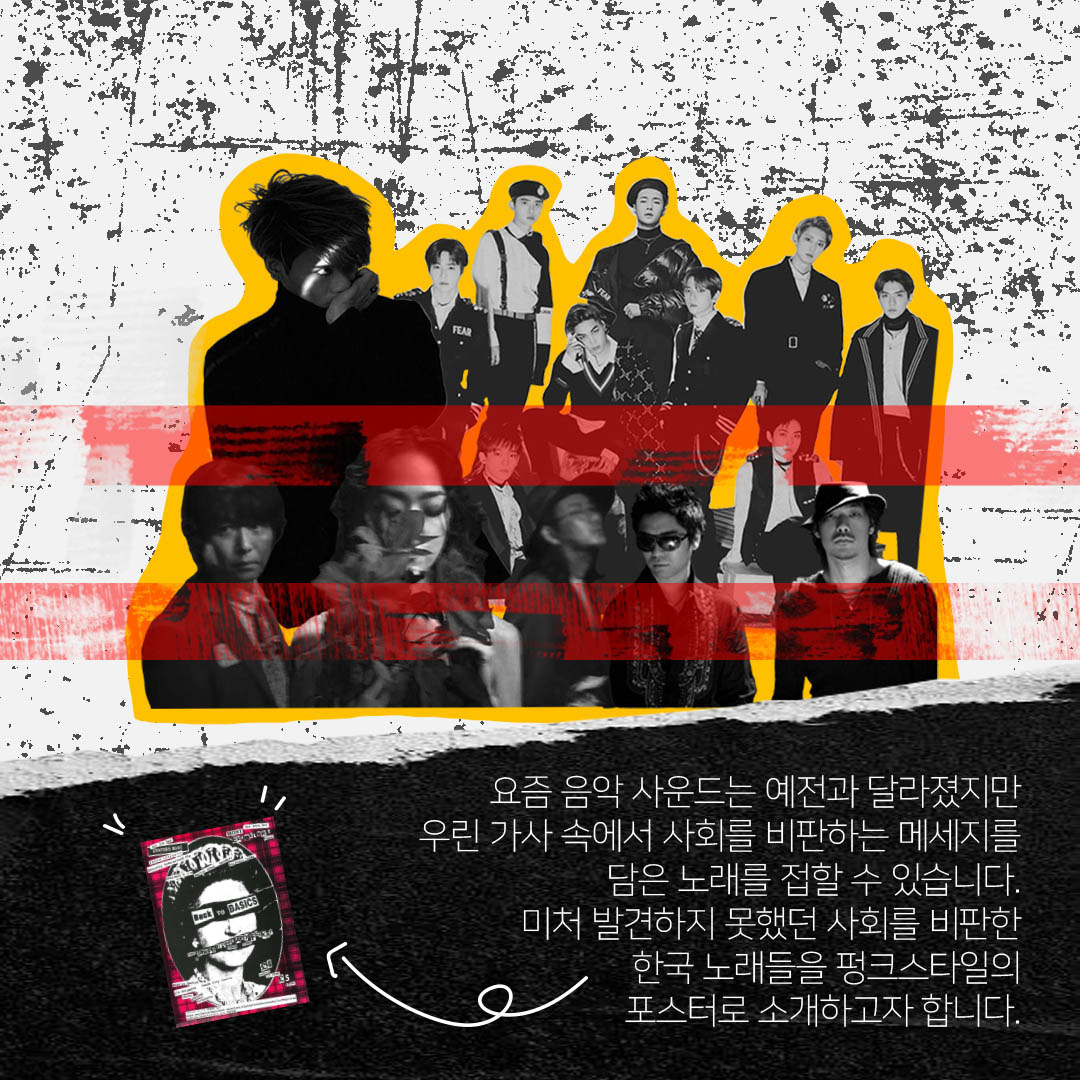 FEAR
요즘 음악 사운드는 예전과 달라졌지만
우린 가사 속에서 사회를 비판하는 메세지를
담은 노래를 접할 수 있습니다.
미처 발견하지 못했던 사회를 비판한
한국 노래들을 펑크스타일의
포스터로 소개하고자 합니다.
Back TO BASICS